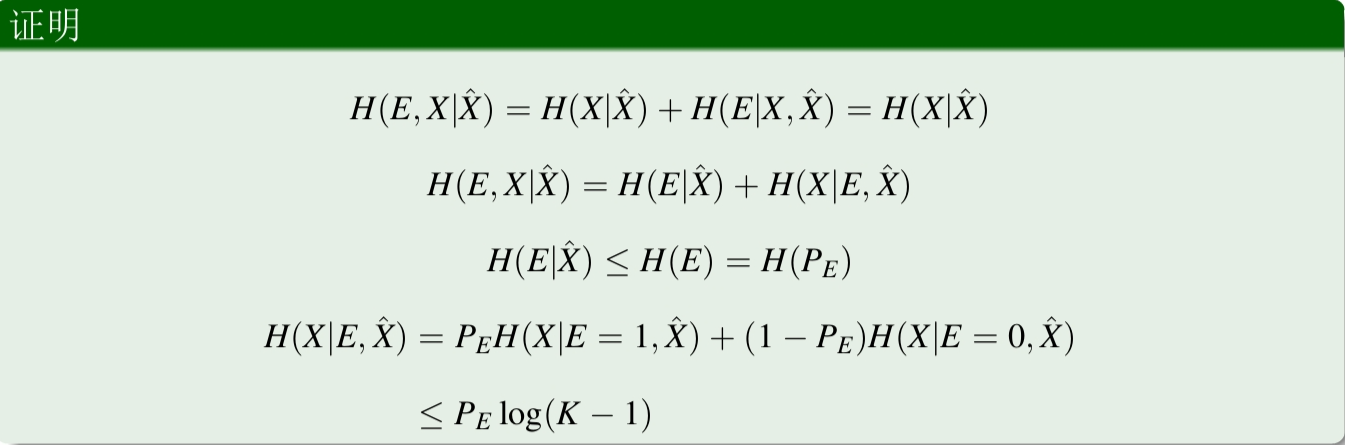 证明
H(E, X|X̂) = H(X|X̂) + H(E|X, X̂) = H(X|X̂)
H(E, X|X̂) = H(E|X̂) + H(X|E, X̂)
H(E|X̂) ≤ H(E) = H(P_E)
H(X|E, X̂) = P_E H(X|E = 1, X̂) + (1 − P_E)H(X|E = 0, X̂)
≤ P_E log(K − 1)